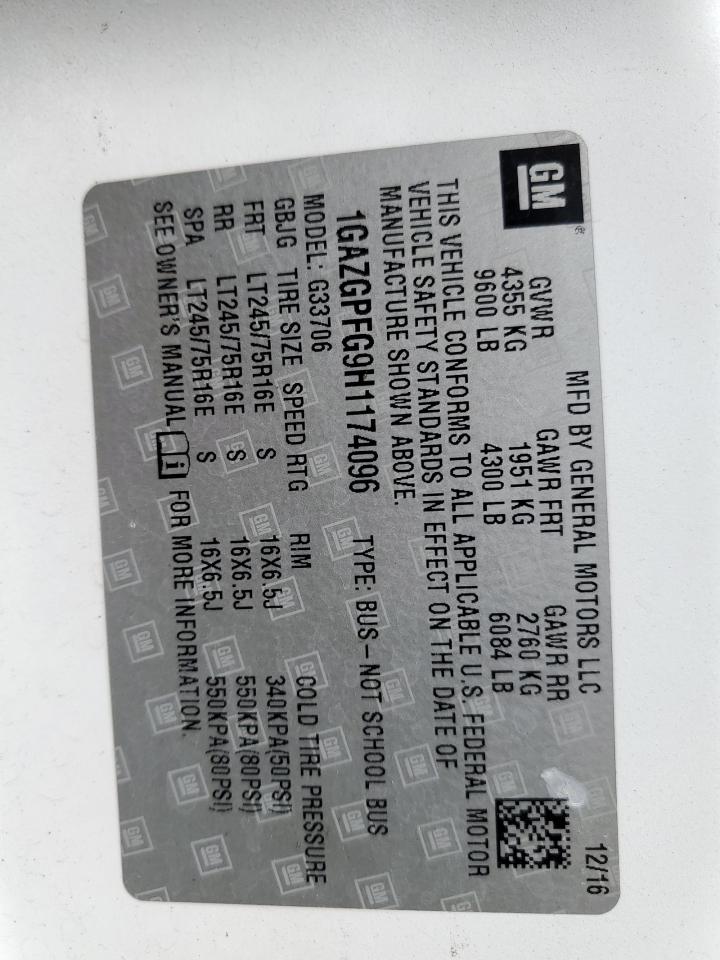 GM
MFD BY GENERAL MOTORS LLC 12/16
GVWR GAWR FRT GAWR RR
4355 KG 1951 KG 2760 KG
9600 LB 4300 LB 6084 LB
THIS VEHICLE CONFORMS TO ALL APPLICABLE U.S. FEDERAL MOTOR
VEHICLE SAFETY STANDARDS IN EFFECT ON THE DATE OF
MANUFACTURE SHOWN ABOVE.
1GAZGPFG9H1174096 TYPE: BUS-NOT SCHOOL BUS
MODEL: G33706
GBJG TIRE SIZE SPEED RTG RIM COLD TIRE PRESSURE
FRT LT245/75R16E S 16X6.5J 340KPA(50PSI)
RR LT245/75R16E S 16X6.5J 550KPA(80PSI)
SPA LT245/75R16E S 16X6.5J 550KPA(80PSI)
SEE OWNER'S MANUAL i FOR MORE INFORMATION.